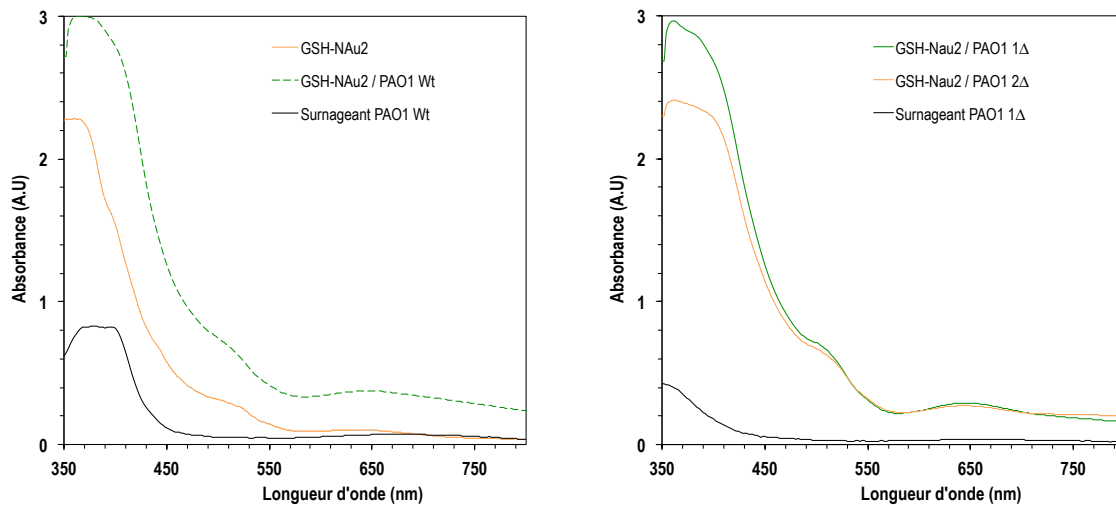 3
2
1
0
350
450
550
650
750
Absorbance (A.U)
Longueur d'onde (nm)
GSH-NAu2
GSH-NAu2 / PAO1 Wt
Surnageant PAO1 Wt
3
2
1
0
350
450
550
650
750
Absorbance (A.U)
Longueur d'onde (nm)
GSH-Nau2 / PAO1 1Δ
GSH-NAu2 / PAO1 2Δ
Surnageant PAO1 1Δ